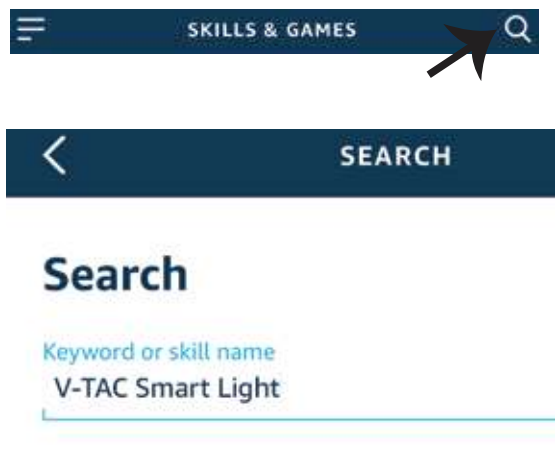 SKILLS & GAMES
SEARCH
Search
Keyword or skill name
V-TAC Smart Light